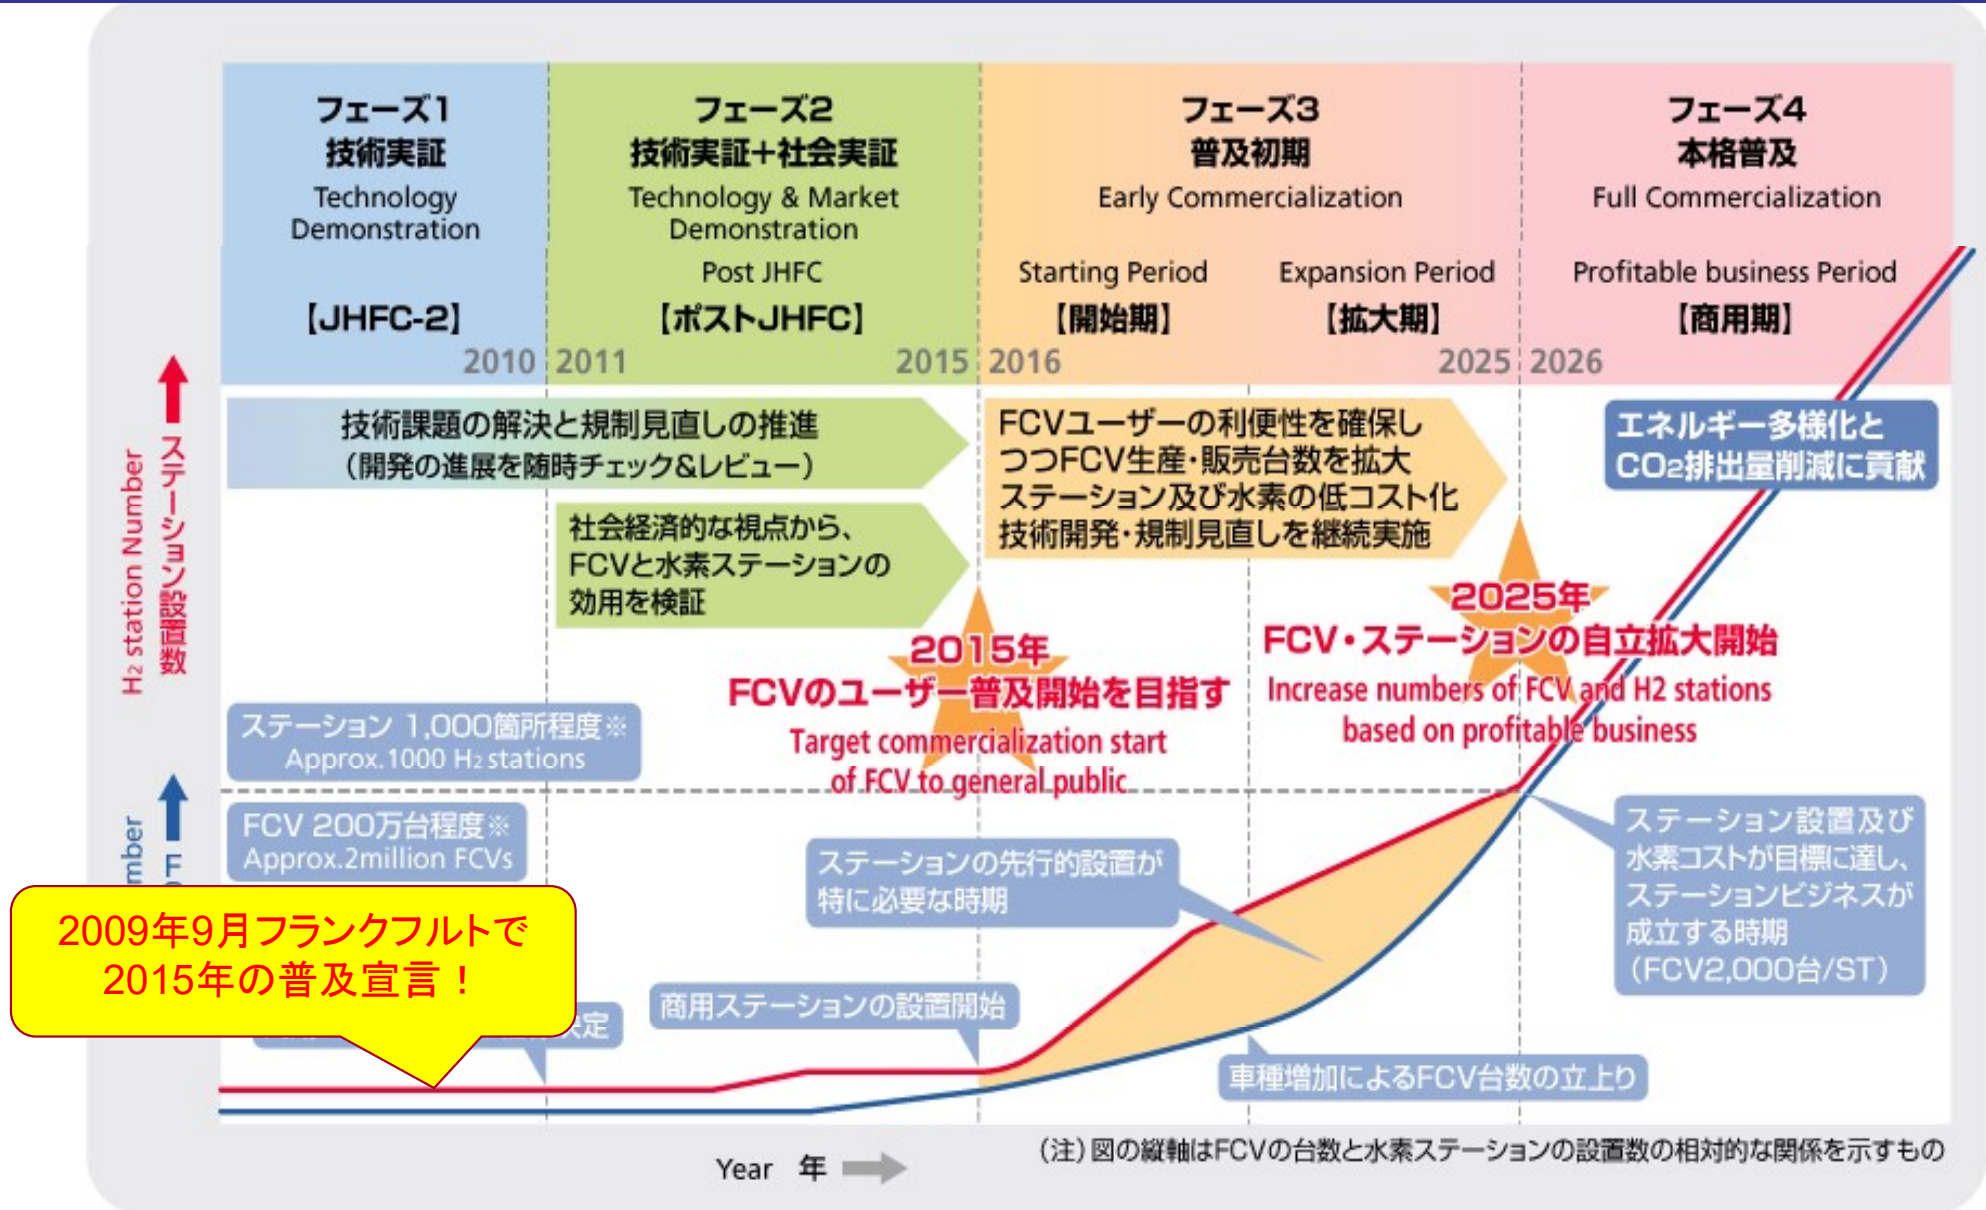 フェーズ1
技術実証
Technology
Demonstration
【JHFC-2】
2010
フェーズ2
技術実証+社会実証
Technology & Market
Demonstration
Post JHFC
【ポストJHFC】
2011
2015
フェーズ3
普及初期
Early Commercialization
Starting Period
【開始期】
Expansion Period
【拡大期】
2016
2025
フェーズ4
本格普及
Full Commercialization
Profitable business Period
【商用期】
2026
H2 station Number
ステーション設置数
技術課題の解決と規制見直しの推進
(開発の進展を随時チェック&レビュー)
社会経済的な視点から、
FCVと水素ステーションの
効用を検証
FCVユーザーの利便性を確保し
つつFCV生産・販売台数を拡大
ステーション及び水素の低コスト化
技術開発・規制見直しを継続実施
エネルギー多様化と
CO2排出量削減に貢献
2015年
FCVのユーザー普及開始を目指す
Target commercialization start
of FCV to general public
2025年
FCV・ステーションの自立拡大開始
Increase numbers of FCV and H2 stations
based on profitable business
ステーション 1,000箇所程度※
Approx.1000 H2 stations
FCV 200万台程度※
Approx.2million FCVs
2009年9月フランクフルトで
2015年の普及宣言!
決定
商用ステーションの設置開始
ステーションの先行的設置が
特に必要な時期
車種増加によるFCV台数の立上り
ステーション設置及び
水素コストが目標に達し、
ステーションビジネスが
成立する時期
(FCV2,000台/ST)
Year 年
(注)図の縦軸はFCVの台数と水素ステーションの設置数の相対的な関係を示すもの